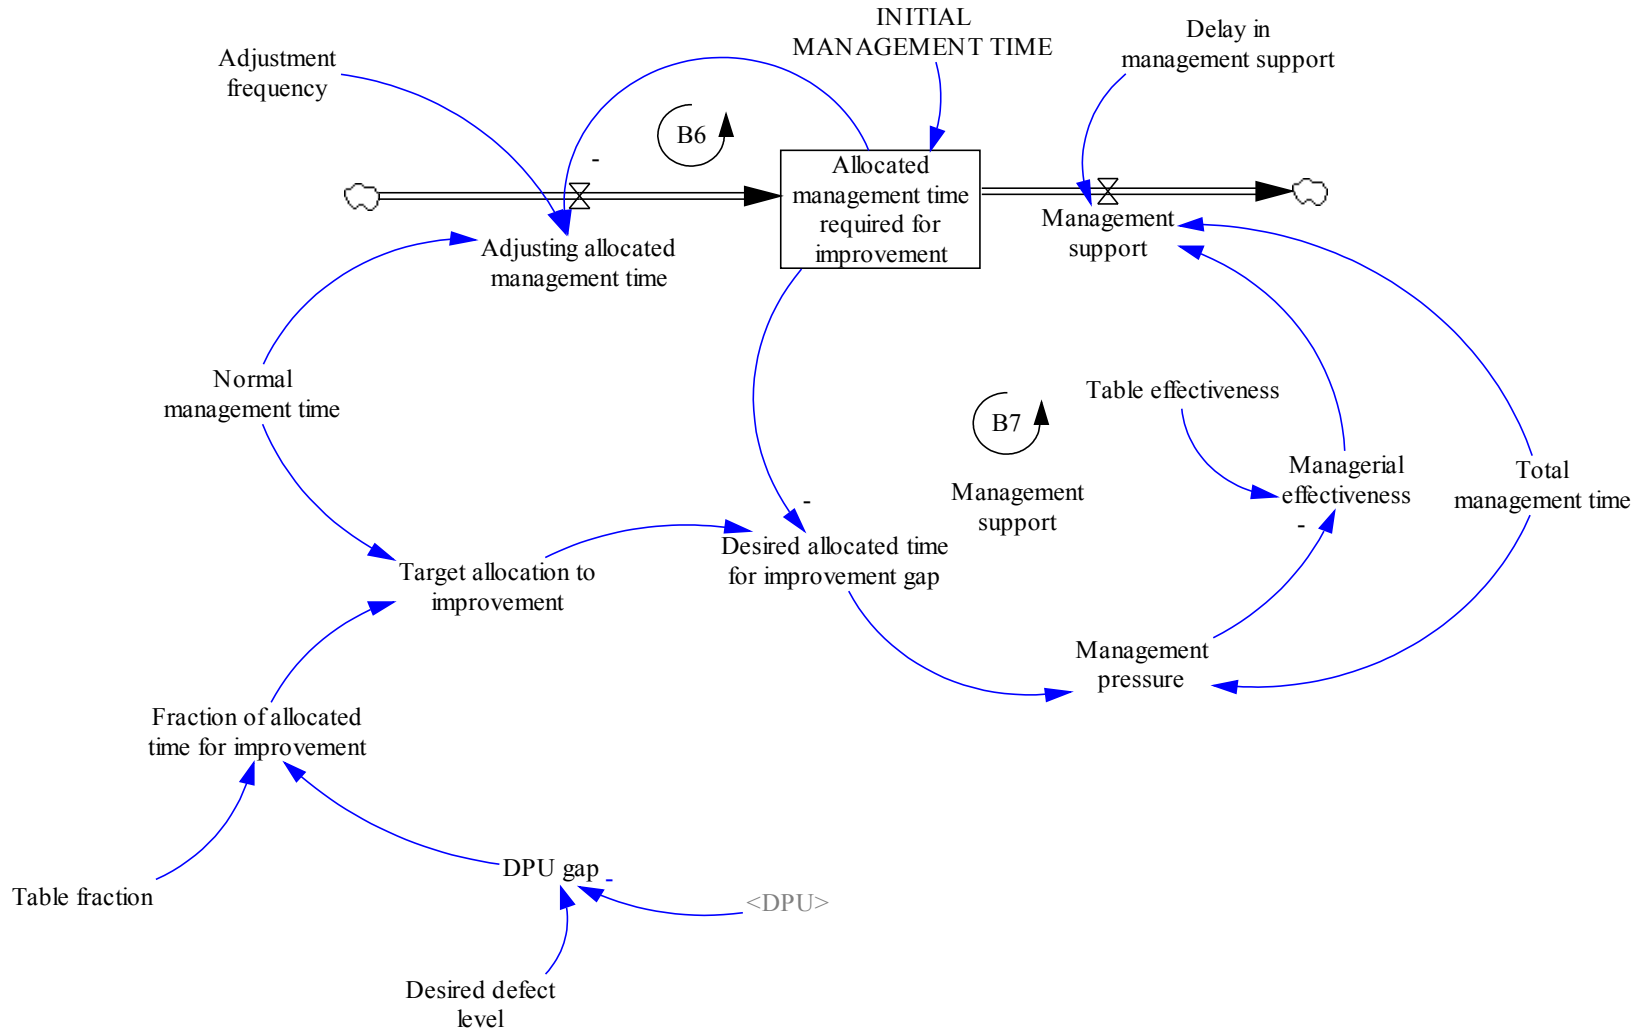 INITIAL
MANAGEMENT TIME
Delay in
management support
Adjustment
frequency
B6
-
Allocated
management time
required for
improvement
Management
support
Adjusting allocated
management time
Normal
management time
Table effectiveness
B7
Management
support
Managerial
effectiveness
-
Total
management time
-
Desired allocated time
for improvement gap
Target allocation to
improvement
Management
pressure
Fraction of allocated
time for improvement
DPU gap
-
<DPU>
Table fraction
Desired defect
level